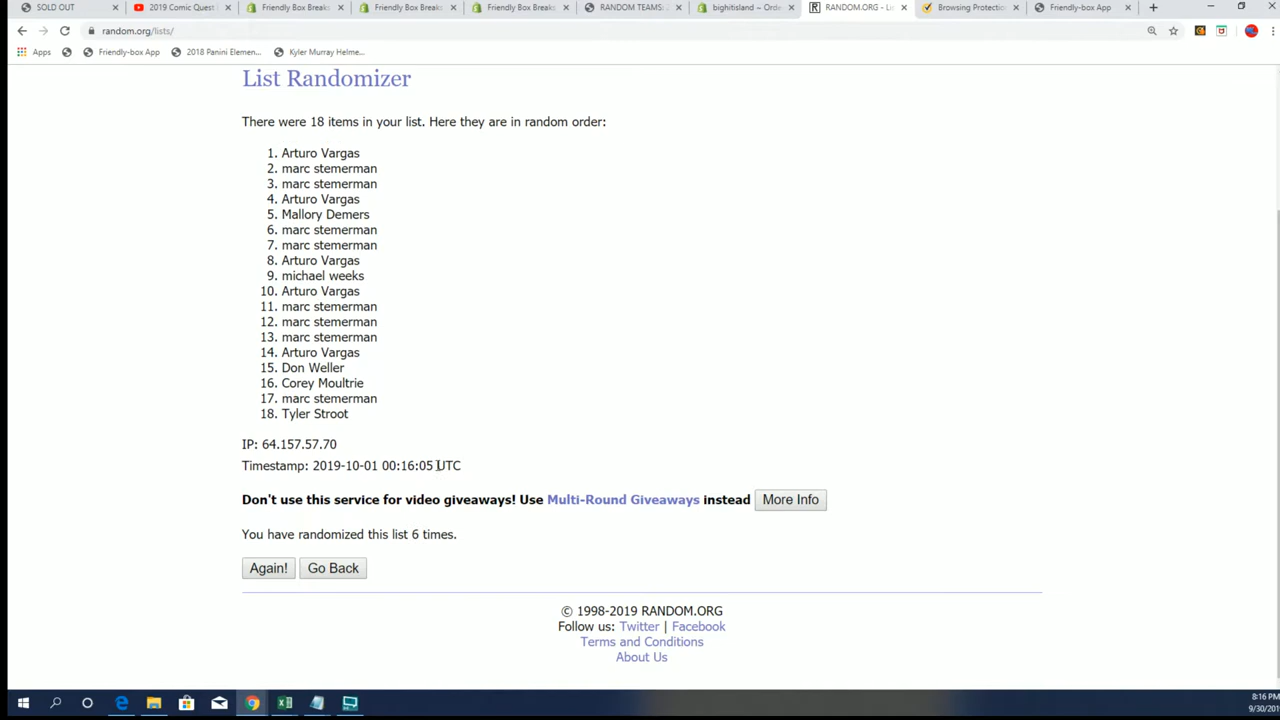 SOLD OUT
2019 Comic Quest
Friendly Box Breaks
Friendly Box Breaks
Friendly Box Breaks
RANDOM TEAMS:
bighitisland – Orde
RANDOM.ORG - Li
Browsing Protection
Friendly-box App
random.org/lists/
Apps
Friendly-box App
2018 Panini Elemen...
Kyler Murray Helme...
List Randomizer
There were 18 items in your list. Here they are in random order:
1. Arturo Vargas
2. marc stemerman
3. marc stemerman
4. Arturo Vargas
5. Mallory Demers
6. marc stemerman
7. marc stemerman
8. Arturo Vargas
9. michael weeks
10. Arturo Vargas
11. marc stemerman
12. marc stemerman
13. marc stemerman
14. Arturo Vargas
15. Don Weller
16. Corey Moultrie
17. marc stemerman
18. Tyler Stroot
IP: 64.157.57.70
Timestamp: 2019-10-01 00:16:05 UTC
Don't use this service for video giveaways! Use Multi-Round Giveaways instead More Info
You have randomized this list 6 times.
Again! Go Back
© 1998-2019 RANDOM.ORG
Follow us: Twitter | Facebook
Terms and Conditions
About Us
8:16 PM
9/30/201